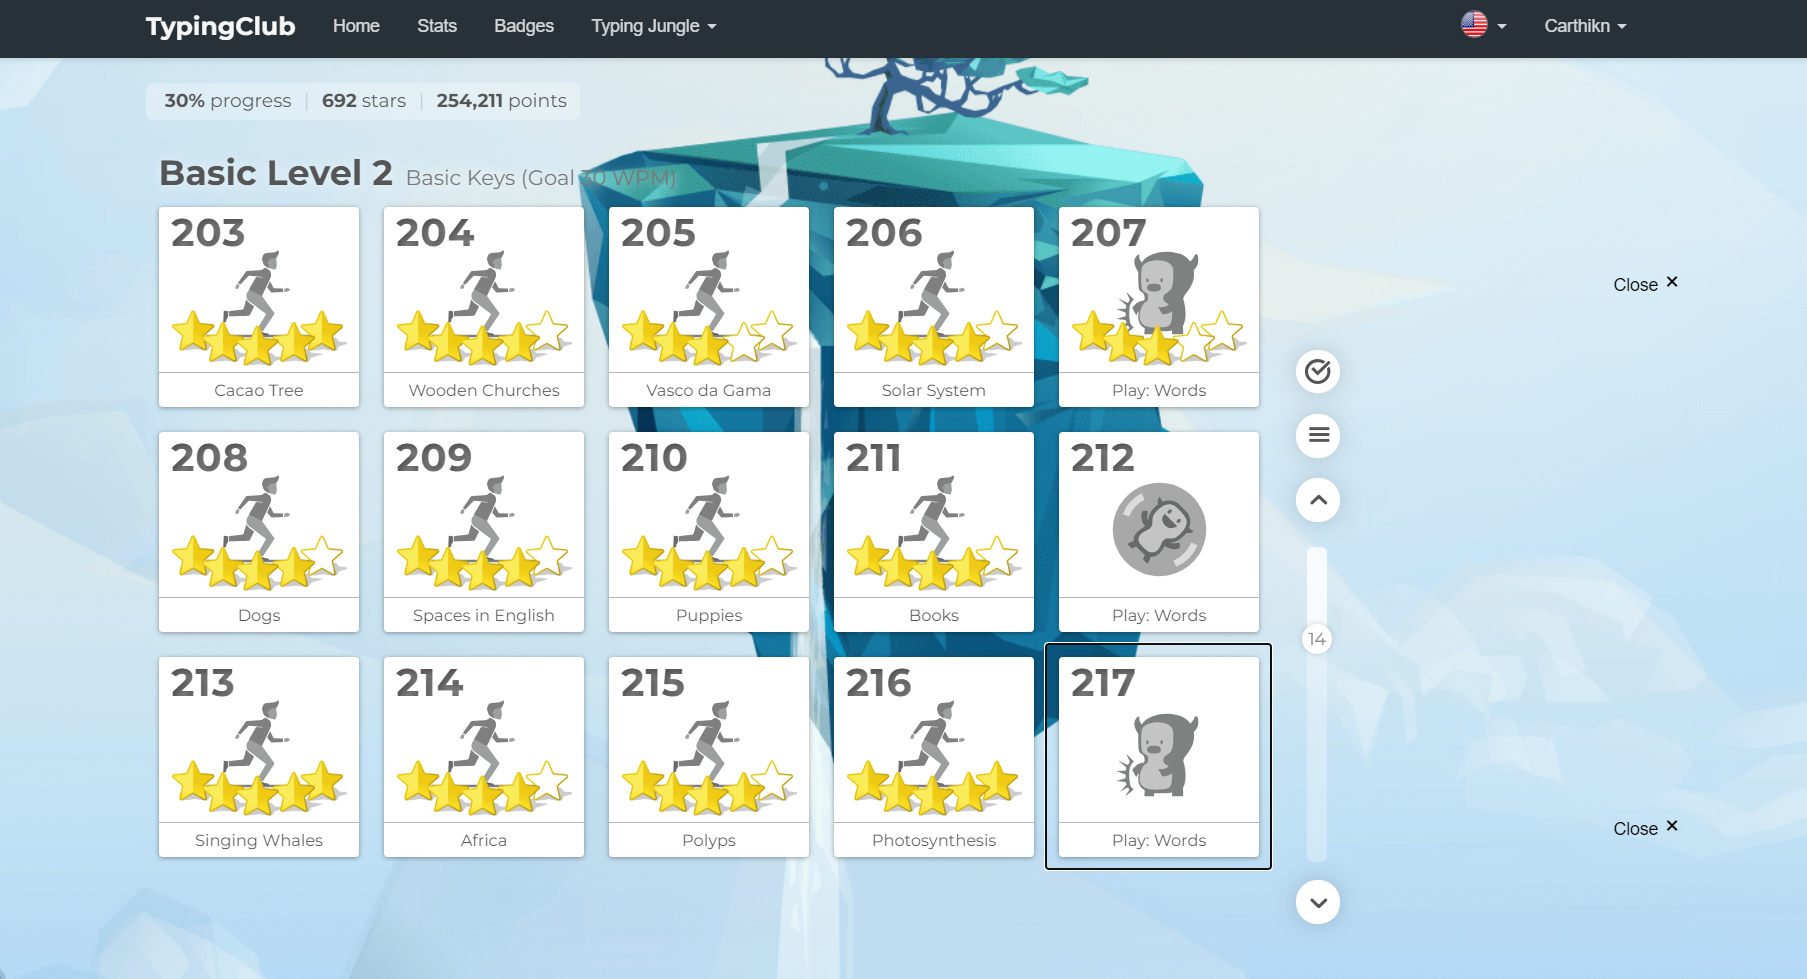 TypingClub Home Stats Badges Typing Jungle Carthikn
30% progress 692 stars 254,211 points
Basic Level 2 Basic Keys (Goal 30 WPM)
203 204 205 206 207
Close ×
Cacao Tree Wooden Churches Vasco da Gama Solar System Play: Words
208 209 210 211 212
Dogs Spaces in English Puppies Books Play: Words
14
213 214 215 216 217
Close ×
Singing Whales Africa Polyps Photosynthesis Play: Words